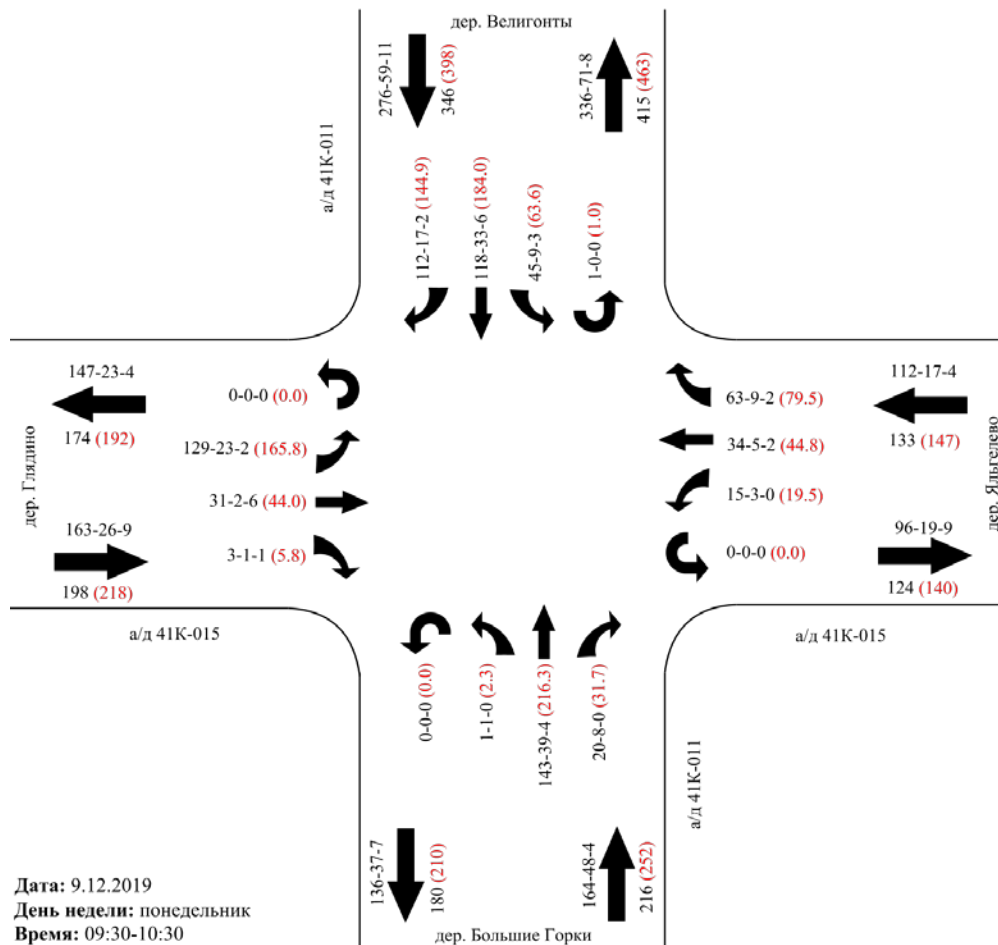 дер. Велигонты
276-59-11
346 (398)
336-71-8
415 (463)
а/д 41К-011
112-17-2 (144.9)
118-33-6 (184.0)
45-9-3 (63.6)
1-0-0 (1.0)
147-23-4
174 (192)
0-0-0 (0.0)
129-23-2 (165.8)
31-2-6 (44.0)
3-1-1 (5.8)
дер. Глядино
163-26-9
198 (218)
а/д 41К-015
63-9-2 (79.5)
34-5-2 (44.8)
15-3-0 (19.5)
0-0-0 (0.0)
112-17-4
133 (147)
дер. Яльгелево
96-19-9
124 (140)
а/д 41К-015
0-0-0 (0.0)
1-1-0 (2.3)
143-39-4 (216.3)
20-8-0 (31.7)
а/д 41К-011
136-37-7
180 (210)
164-48-4
216 (252)
дер. Большие Горки
Дата: 9.12.2019
День недели: понедельник
Время: 09:30-10:30